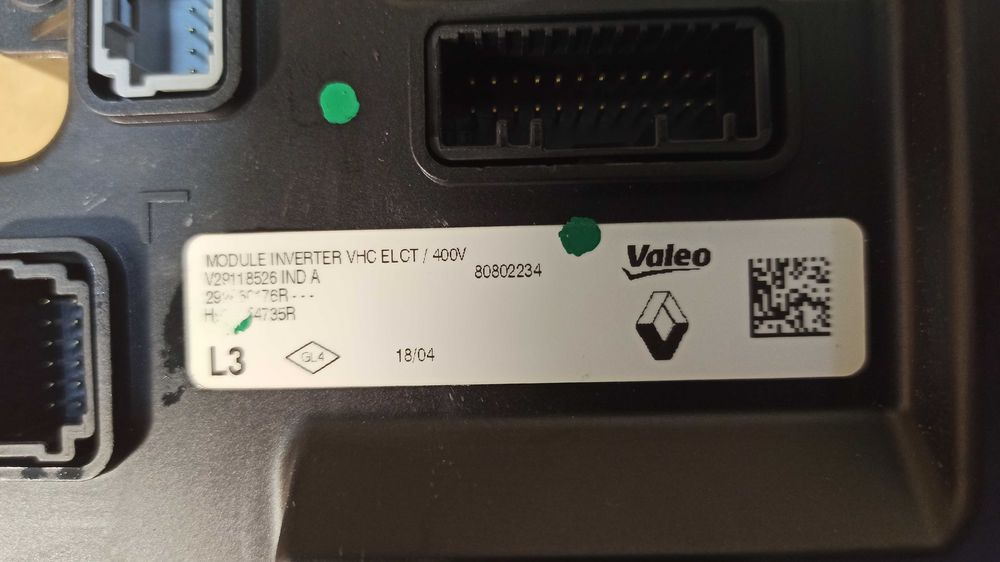 MODULE INVERTER VHC ELCT / 400V
V29118526 IND A
80802234
Valeo
L3
GL4
18/04